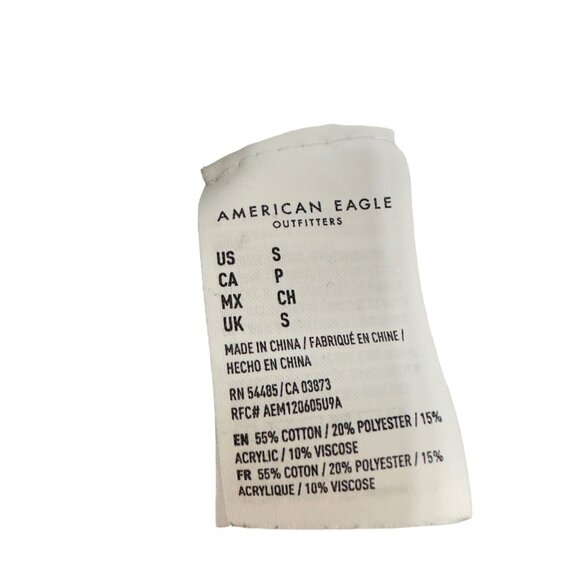 AMERICAN EAGLE
OUTFITTERS
US S
CA P
MX CH
UK S
MADE IN CHINA / FABRIQUÉ EN CHINE /
HECHO EN CHINA
RN 54485 / CA 03873
RFC# AEM120605U9A
EN 55% COTTON / 20% POLYESTER / 15%
ACRYLIC / 10% VISCOSE
FR 55% COTON / 20% POLYESTER / 15%
ACRYLIQUE / 10% VISCOSE